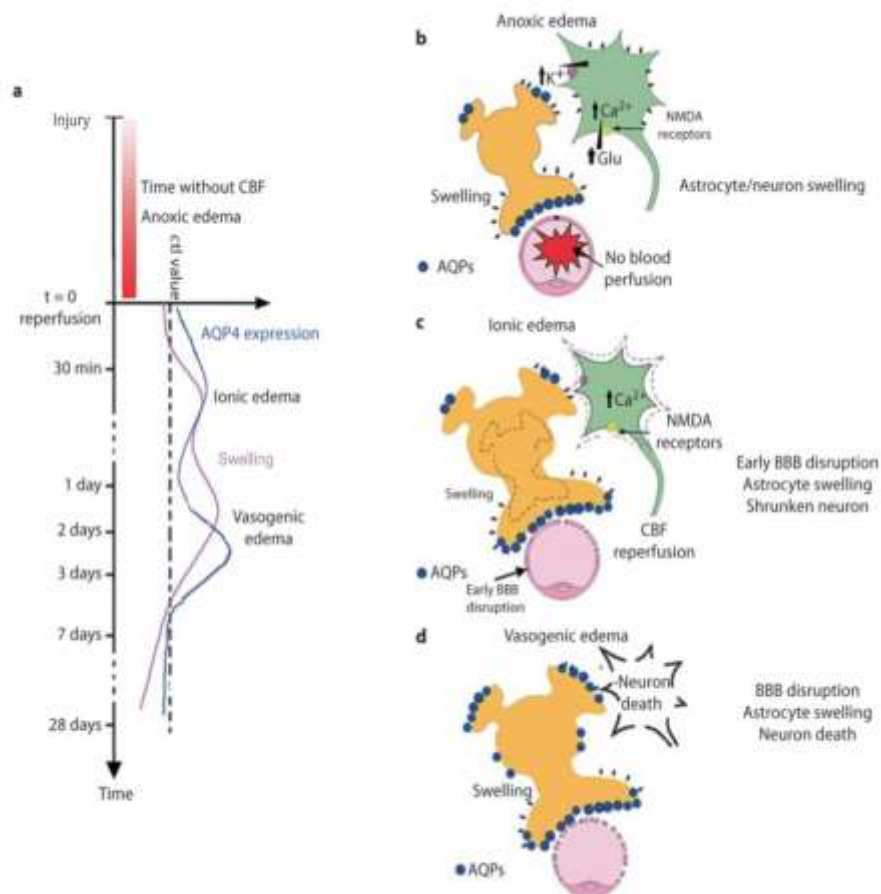 a
Injury
Time without CBF
Anoxic edema
ctl value
t = 0
reperfusion
AQP4 expression
30 min
Ionic edema
Swelling
1 day
Vasogenic
edema
2 days
3 days
7 days
28 days
Time
b
Anoxic edema
K+
Ca2+
NMDA
receptors
Glu
Swelling
Astrocyte/neuron swelling
AQPs
No blood
perfusion
c
Ionic edema
Ca2+
NMDA
receptors
Early BBB disruption
Astrocyte swelling
Shrunken neuron
Swelling
CBF
reperfusion
AQPs
Early BBB
disruption
d
Vasogenic edema
Neuron
death
BBB disruption
Astrocyte swelling
Neuron death
Swelling
AQPs